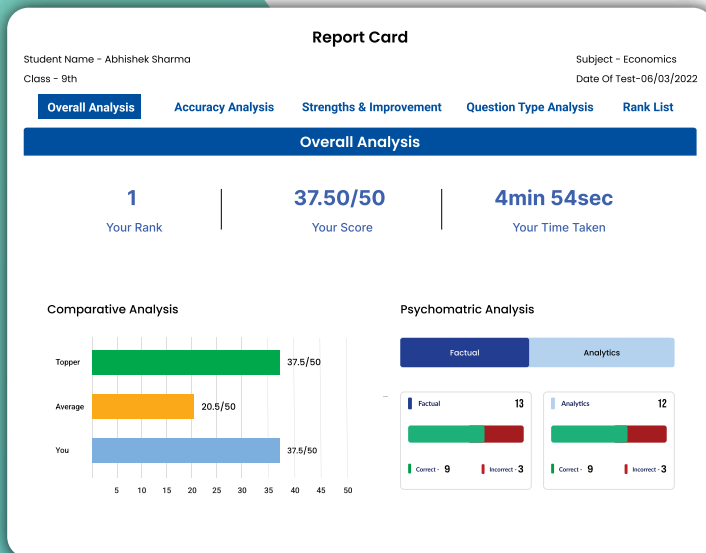 Report Card
Student Name - Abhishek Sharma
Subject - Economics
Class - 9th
Date Of Test-06/03/2022
Overall Analysis
Accuracy Analysis
Strengths & Improvement
Question Type Analysis
Rank List
Overall Analysis
1
37.50/50
4min 54sec
Your Rank
Your Score
Your Time Taken
Comparative Analysis
Topper
37.5/50
Average
20.5/50
You
37.5/50
5 10 15 20 25 30 35 40 45 50
Psychomatric Analysis
Factual
Analytics
Factual 13
Correct - 9 Incorrect - 3
Analytics 12
Correct - 9 Incorrect - 3